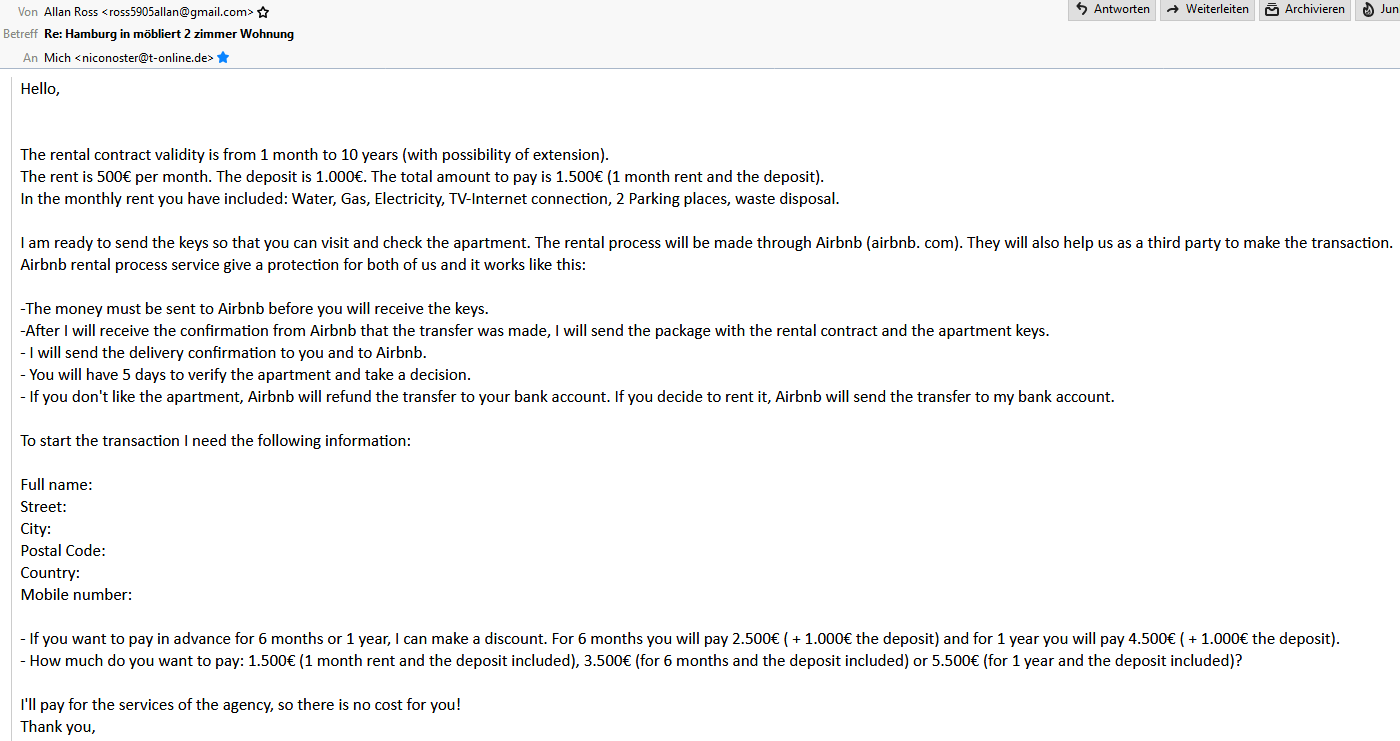 Von Allan Ross <ross5905allan@gmail.com>
Antworten Weiterleiten Archivieren Jun
Betreff Re: Hamburg in möbliert 2 zimmer Wohnung
An Mich <niconoster@t-online.de>
Hello,
The rental contract validity is from 1 month to 10 years (with possibility of extension).
The rent is 500€ per month. The deposit is 1.000€. The total amount to pay is 1.500€ (1 month rent and the deposit).
In the monthly rent you have included: Water, Gas, Electricity, TV-Internet connection, 2 Parking places, waste disposal.
I am ready to send the keys so that you can visit and check the apartment. The rental process will be made through Airbnb (airbnb. com). They will also help us as a third party to make the transaction.
Airbnb rental process service give a protection for both of us and it works like this:
-The money must be sent to Airbnb before you will receive the keys.
-After I will receive the confirmation from Airbnb that the transfer was made, I will send the package with the rental contract and the apartment keys.
- I will send the delivery confirmation to you and to Airbnb.
- You will have 5 days to verify the apartment and take a decision.
- If you don't like the apartment, Airbnb will refund the transfer to your bank account. If you decide to rent it, Airbnb will send the transfer to my bank account.
To start the transaction I need the following information:
Full name:
Street:
City:
Postal Code:
Country:
Mobile number:
- If you want to pay in advance for 6 months or 1 year, I can make a discount. For 6 months you will pay 2.500€ ( + 1.000€ the deposit) and for 1 year you will pay 4.500€ ( + 1.000€ the deposit).
- How much do you want to pay: 1.500€ (1 month rent and the deposit included), 3.500€ (for 6 months and the deposit included) or 5.500€ (for 1 year and the deposit included)?
I'll pay for the services of the agency, so there is no cost for you!
Thank you,